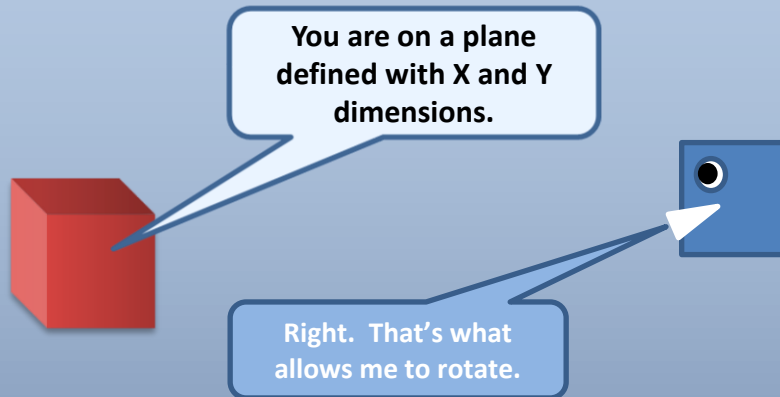 You are on a plane
defined with X and Y
dimensions.
Right.  That’s what
allows me to rotate.